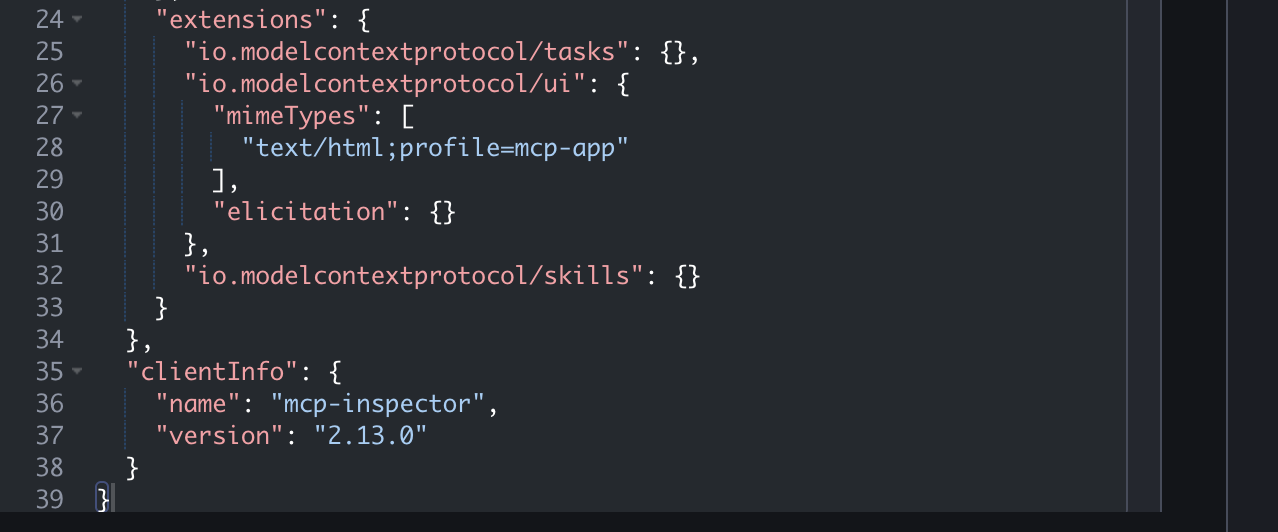 24 "extensions": {
25 "io.modelcontextprotocol/tasks": {},
26 "io.modelcontextprotocol/ui": {
27 "mimeTypes": [
28 "text/html;profile=mcp-app"
29 ],
30 "elicitation": {}
31 },
32 "io.modelcontextprotocol/skills": {}
33 }
34 },
35 "clientInfo": {
36 "name": "mcp-inspector",
37 "version": "2.13.0"
38 }
39 }